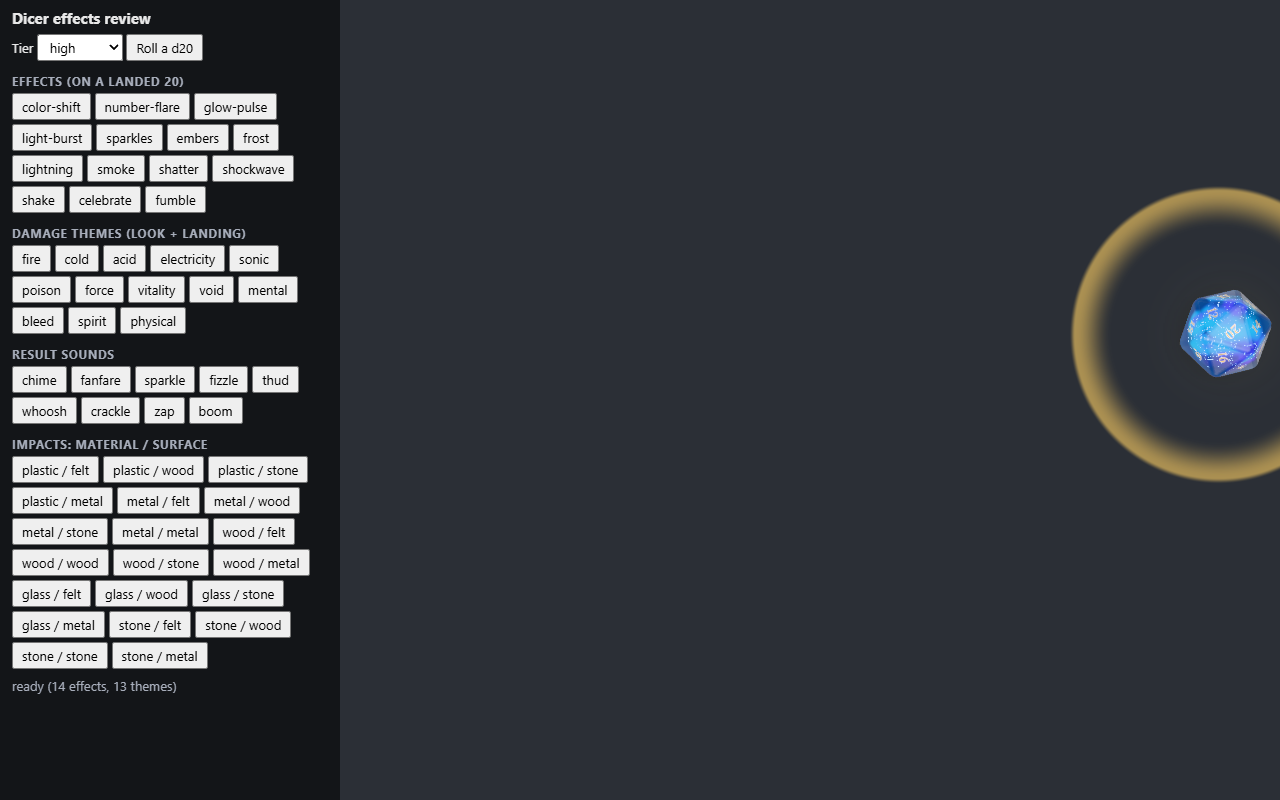 Dicer effects review
Tier high Roll a d20
EFFECTS (ON A LANDED 20)
color-shift number-flare glow-pulse
light-burst sparkles embers frost
lightning smoke shatter shockwave
shake celebrate fumble
DAMAGE THEMES (LOOK + LANDING)
fire cold acid electricity sonic
poison force vitality void mental
bleed spirit physical
RESULT SOUNDS
chime fanfare sparkle fizzle thud
whoosh crackle zap boom
IMPACTS: MATERIAL / SURFACE
plastic / felt plastic / wood plastic / stone
plastic / metal metal / felt metal / wood
metal / stone metal / metal wood / felt
wood / wood wood / stone wood / metal
glass / felt glass / wood glass / stone
glass / metal stone / felt stone / wood
stone / stone stone / metal
ready (14 effects, 13 themes)
20